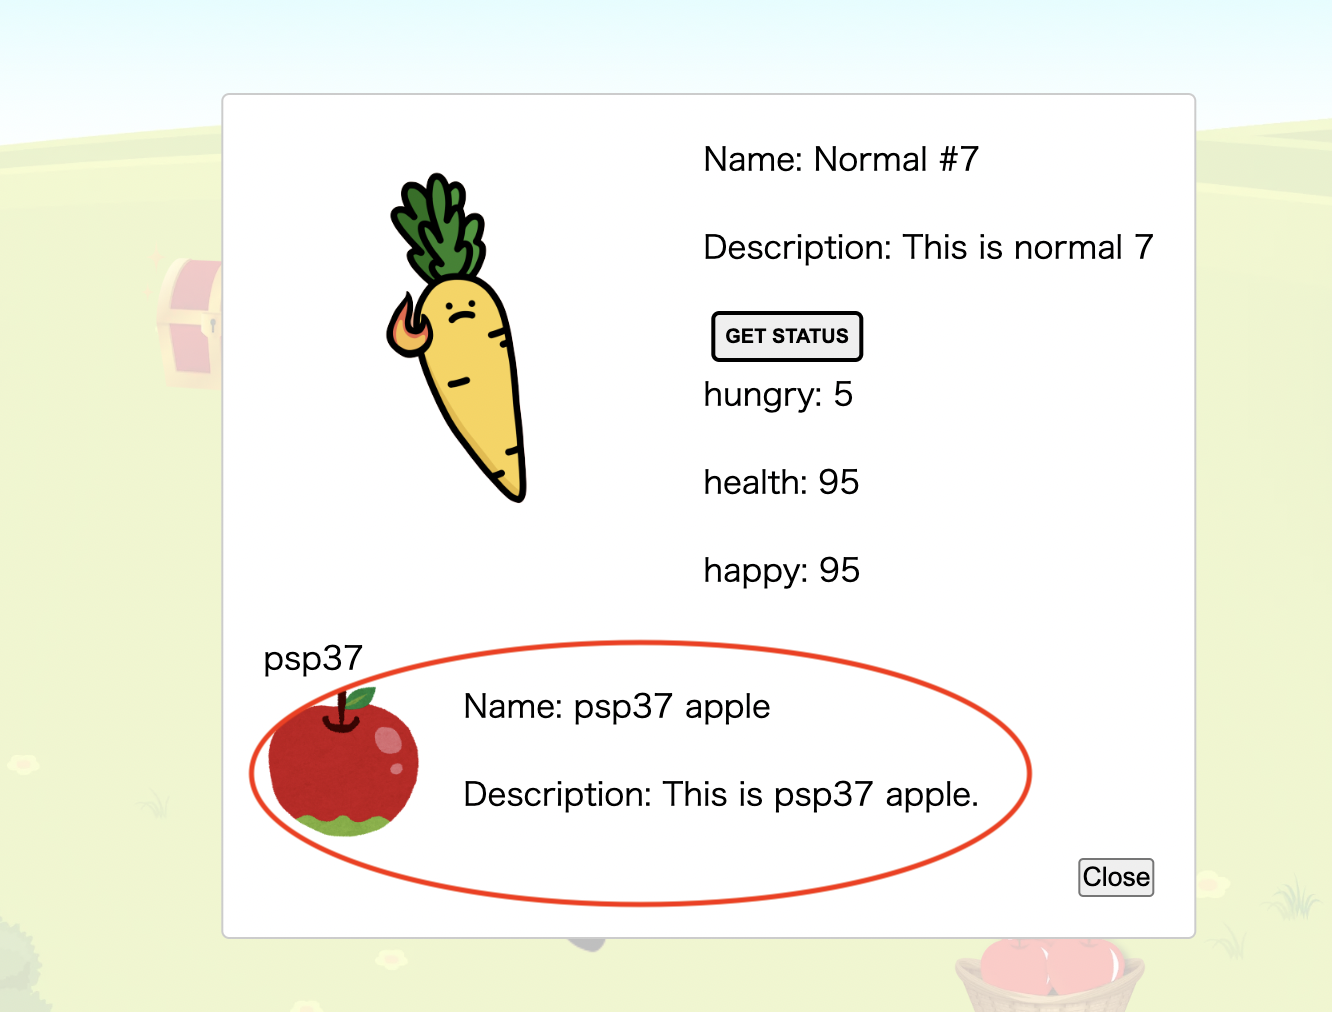 Name: Normal #7
Description: This is normal 7
GET STATUS
hungry: 5
health: 95
happy: 95
psp37
Name: psp37 apple
Description: This is psp37 apple.
Close